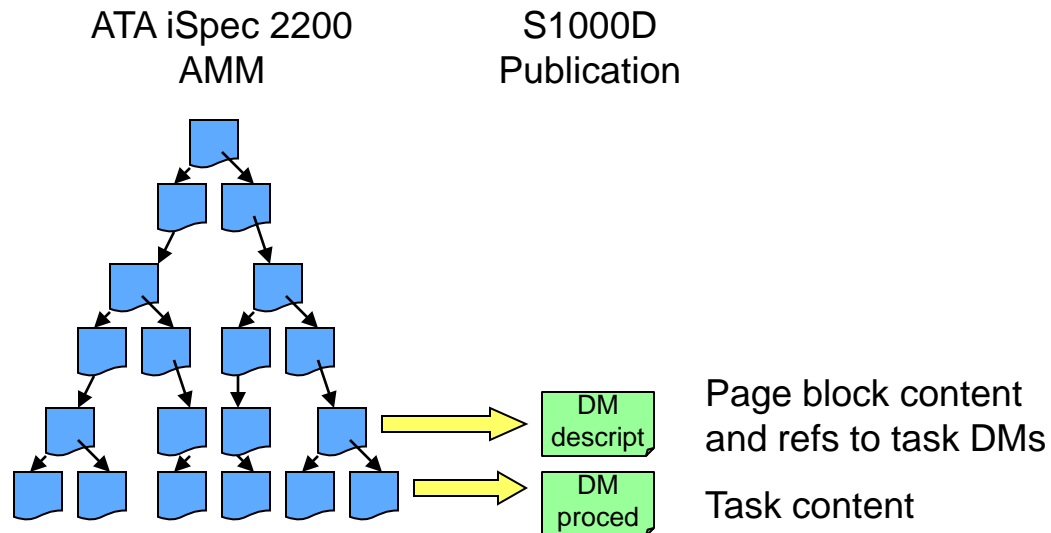 ATA iSpec 2200
AMM
S1000D
Publication
DM
descript
Page block content
and refs to task DMs
DM
proced
Task content